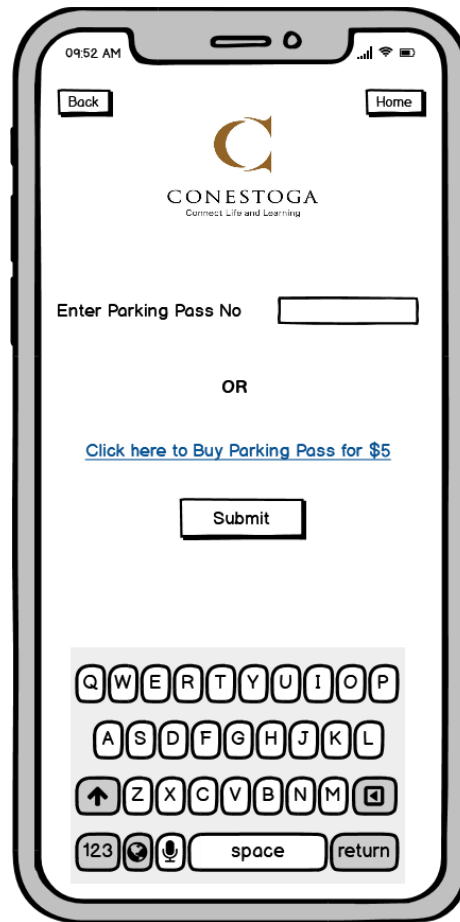 09:52 AM
Back Home
C
CONESTOGA
Connect Life and Learning
Enter Parking Pass No
OR
Click here to Buy Parking Pass for $5
Submit
Q W E R T Y U I O P
A S D F G H J K L
Z X C V B N M
123 space return